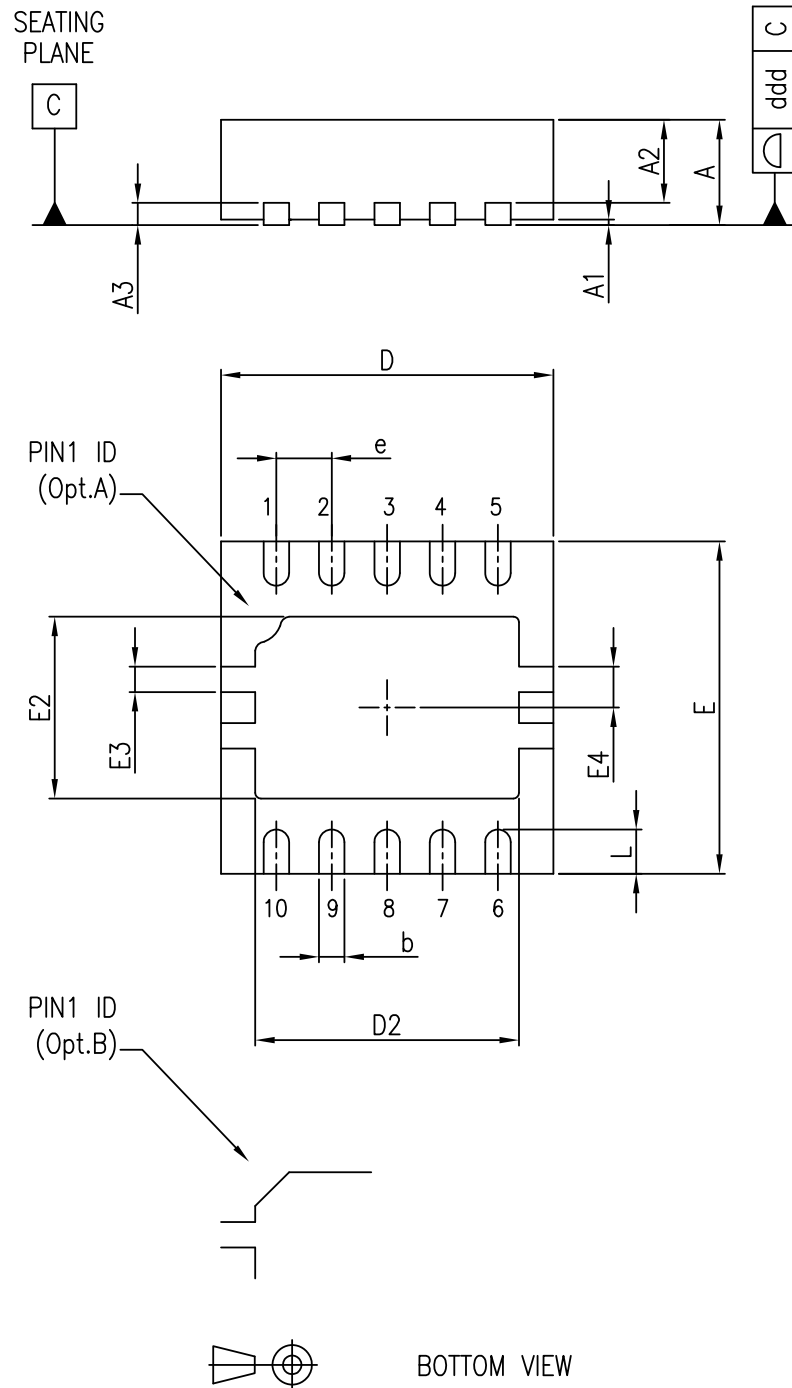 SEATING
PLANE
C
ddd C
A2
A
A3
A1
D
PIN1 ID
(Opt.A)
e
1 2 3 4 5
E2
E3
E4
E
L
10 9 8 7 6
b
PIN1 ID
(Opt.B)
D2
BOTTOM VIEW